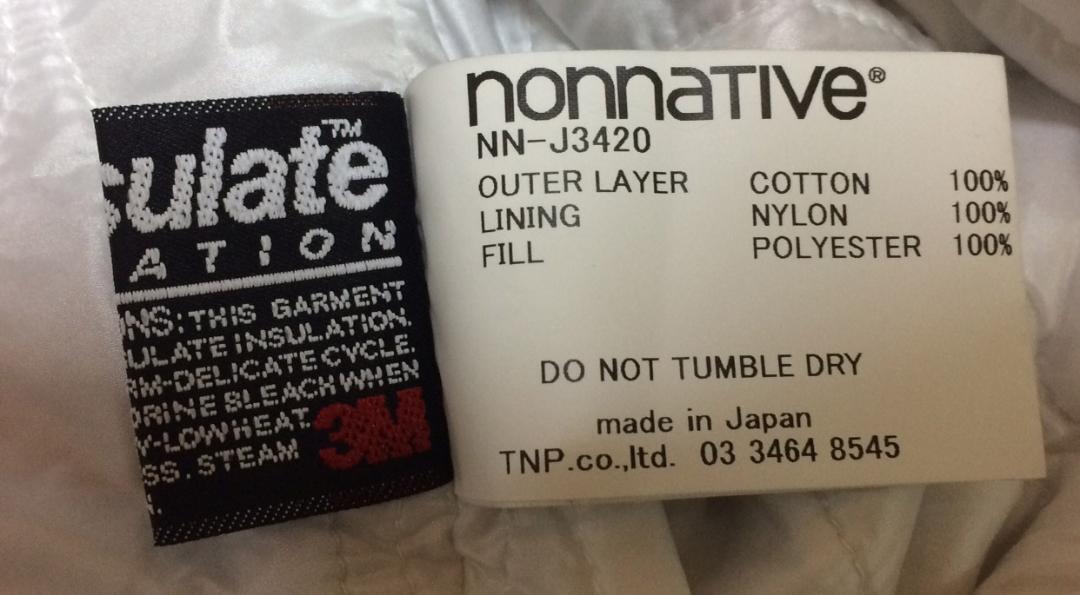 sulate™
ATION
NS: THIS GARMENT
ULATE INSULATION.
RM-DELICATE CYCLE.
ORINE BLEACH WHEN
Y-LOW HEAT.
SS. STEAM
3M
nonnative®
NN-J3420
OUTER LAYER COTTON 100%
LINING NYLON 100%
FILL POLYESTER 100%
DO NOT TUMBLE DRY
made in Japan
TNP.co.,ltd. 03 3464 8545